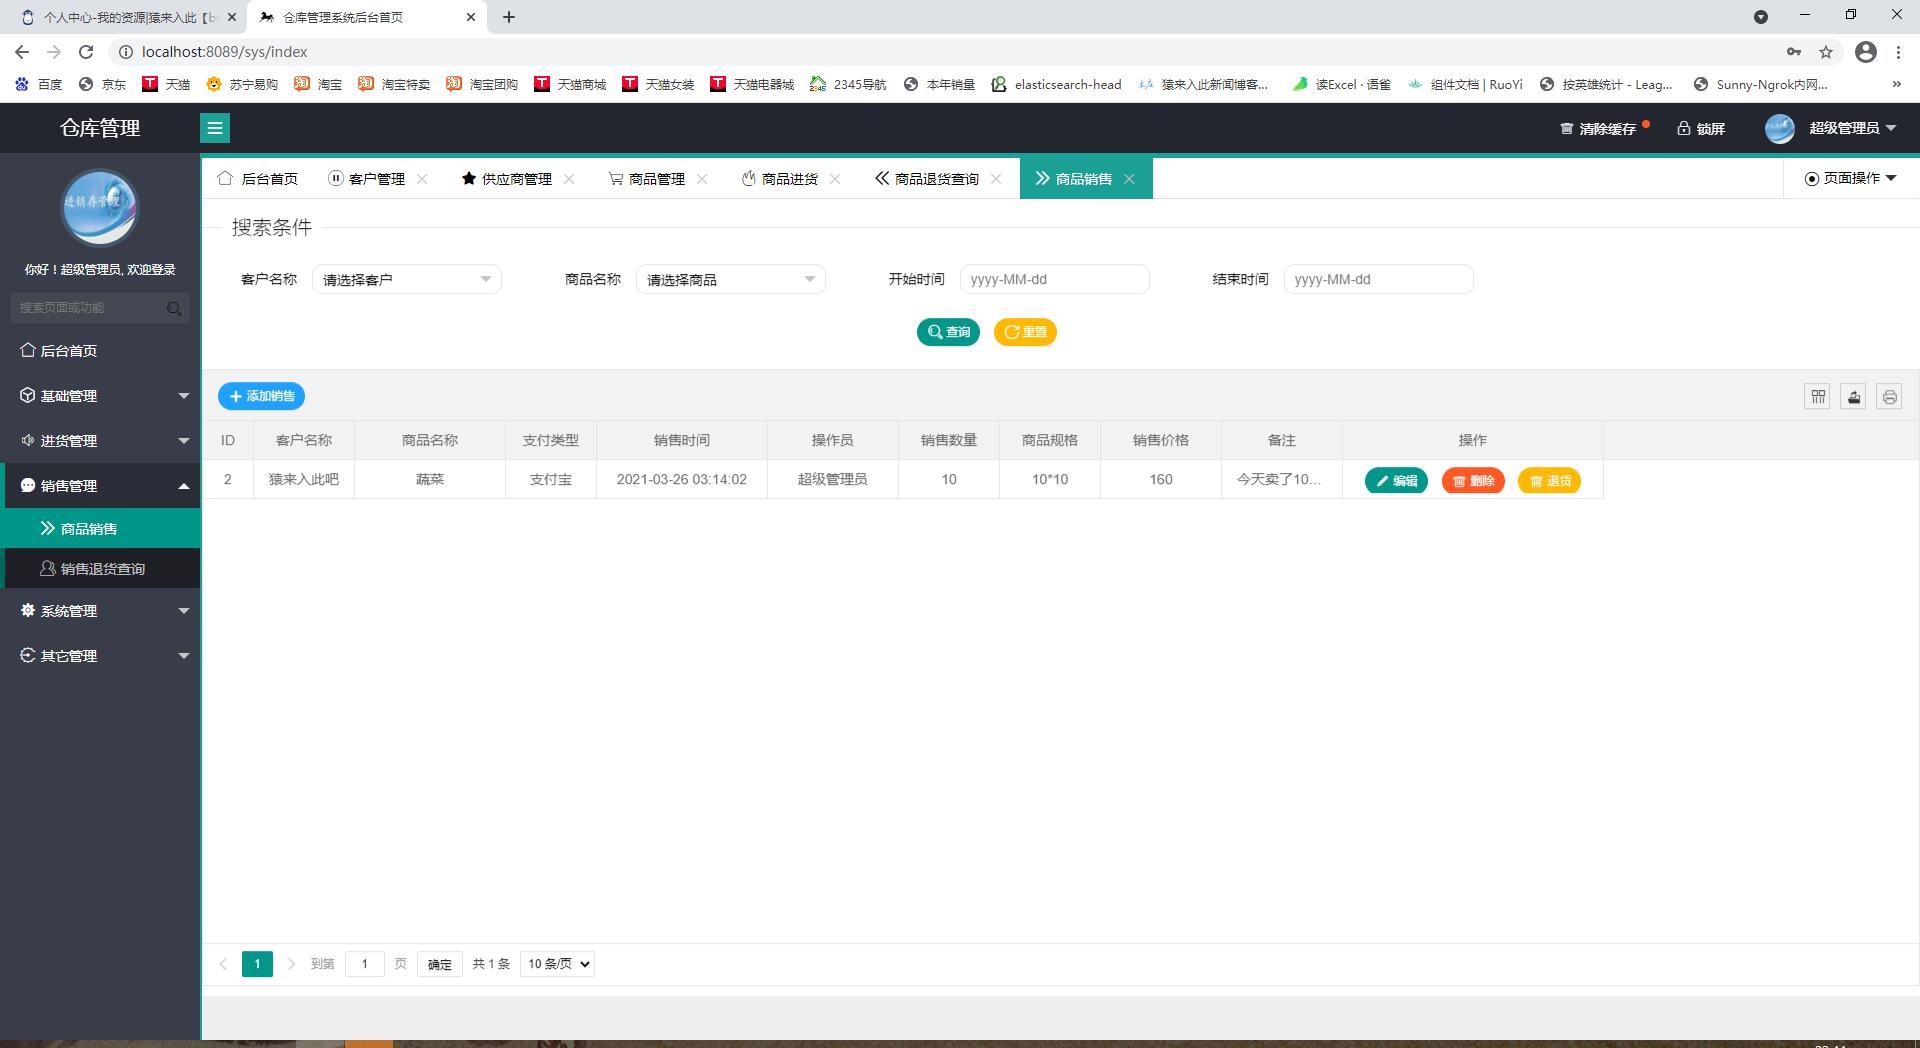 个人中心-我的资源|猿来入此【b
仓库管理系统后台首页
localhost:8089/sys/index
百度 京东 天猫 苏宁易购 淘宝 淘宝特卖 淘宝团购 天猫商城 天猫女装 天猫电器城 2345导航 本年销量 elasticsearch-head 猿来入此新闻博客... 读Excel · 语雀 组件文档 | RuoYi 按英雄统计 - Leag... Sunny-Ngrok内网... »
仓库管理 清除缓存 锁屏 超级管理员
进销存管理
你好！超级管理员, 欢迎登录
搜索页面或功能
后台首页
基础管理
进货管理
销售管理
商品销售
销售退货查询
系统管理
其它管理
后台首页 客户管理 供应商管理 商品管理 商品进货 商品退货查询 商品销售 页面操作
搜索条件
客户名称 请选择客户 商品名称 请选择商品 开始时间 yyyy-MM-dd 结束时间 yyyy-MM-dd
查询 重置
添加销售
ID 客户名称 商品名称 支付类型 销售时间 操作员 销售数量 商品规格 销售价格 备注 操作
2 猿来入此吧 蔬菜 支付宝 2021-03-26 03:14:02 超级管理员 10 10*10 160 今天卖了10... 编辑 删除 退货
1 到第 1 页 确定 共 1 条 10 条/页